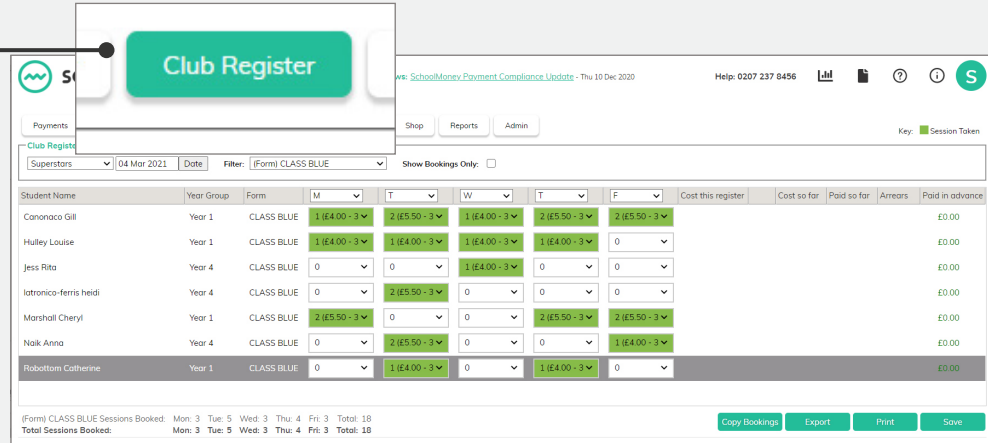 Club Register
sc
ws: SchoolMoney Payment Compliance Update - Thu 10 Dec 2020
Help: 0207 237 8456
S
Payments
Shop
Reports
Admin
Key: Session Taken
Club Registe
Superstars 04 Mar 2021 Date Filter: (Form) CLASS BLUE Show Bookings Only:
Student Name Year Group Form M T W T F Cost this register Cost so far Paid so far Arrears Paid in advance
Canonaco Gill Year 1 CLASS BLUE 1 (£4.00 - 3 2 (£5.50 - 3 1 (£4.00 - 3 2 (£5.50 - 3 2 (£5.50 - 3 £0.00
Hulley Louise Year 1 CLASS BLUE 1 (£4.00 - 3 1 (£4.00 - 3 1 (£4.00 - 3 1 (£4.00 - 3 0 £0.00
Jess Rita Year 4 CLASS BLUE 0 0 1 (£4.00 - 3 0 0 £0.00
latronico-ferris heidi Year 4 CLASS BLUE 0 2 (£5.50 - 3 0 0 0 £0.00
Marshall Cheryl Year 1 CLASS BLUE 2 (£5.50 - 3 0 0 2 (£5.50 - 3 2 (£5.50 - 3 £0.00
Naik Anna Year 4 CLASS BLUE 0 2 (£5.50 - 3 0 0 1 (£4.00 - 3 £0.00
Robottom Catherine Year 1 CLASS BLUE 0 1 (£4.00 - 3 0 1 (£4.00 - 3 0 £0.00
(Form) CLASS BLUE Sessions Booked: Mon: 3 Tue: 5 Wed: 3 Thu: 4 Fri: 3 Total: 18
Total Sessions Booked: Mon: 3 Tue: 5 Wed: 3 Thu: 4 Fri: 3 Total: 18
Copy Bookings
Export
Print
Save